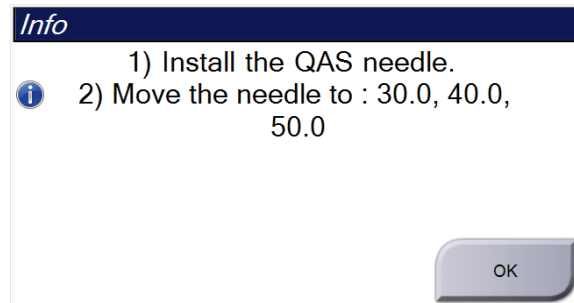 Info
1) Install the QAS needle.
2) Move the needle to : 30.0, 40.0,
50.0
OK